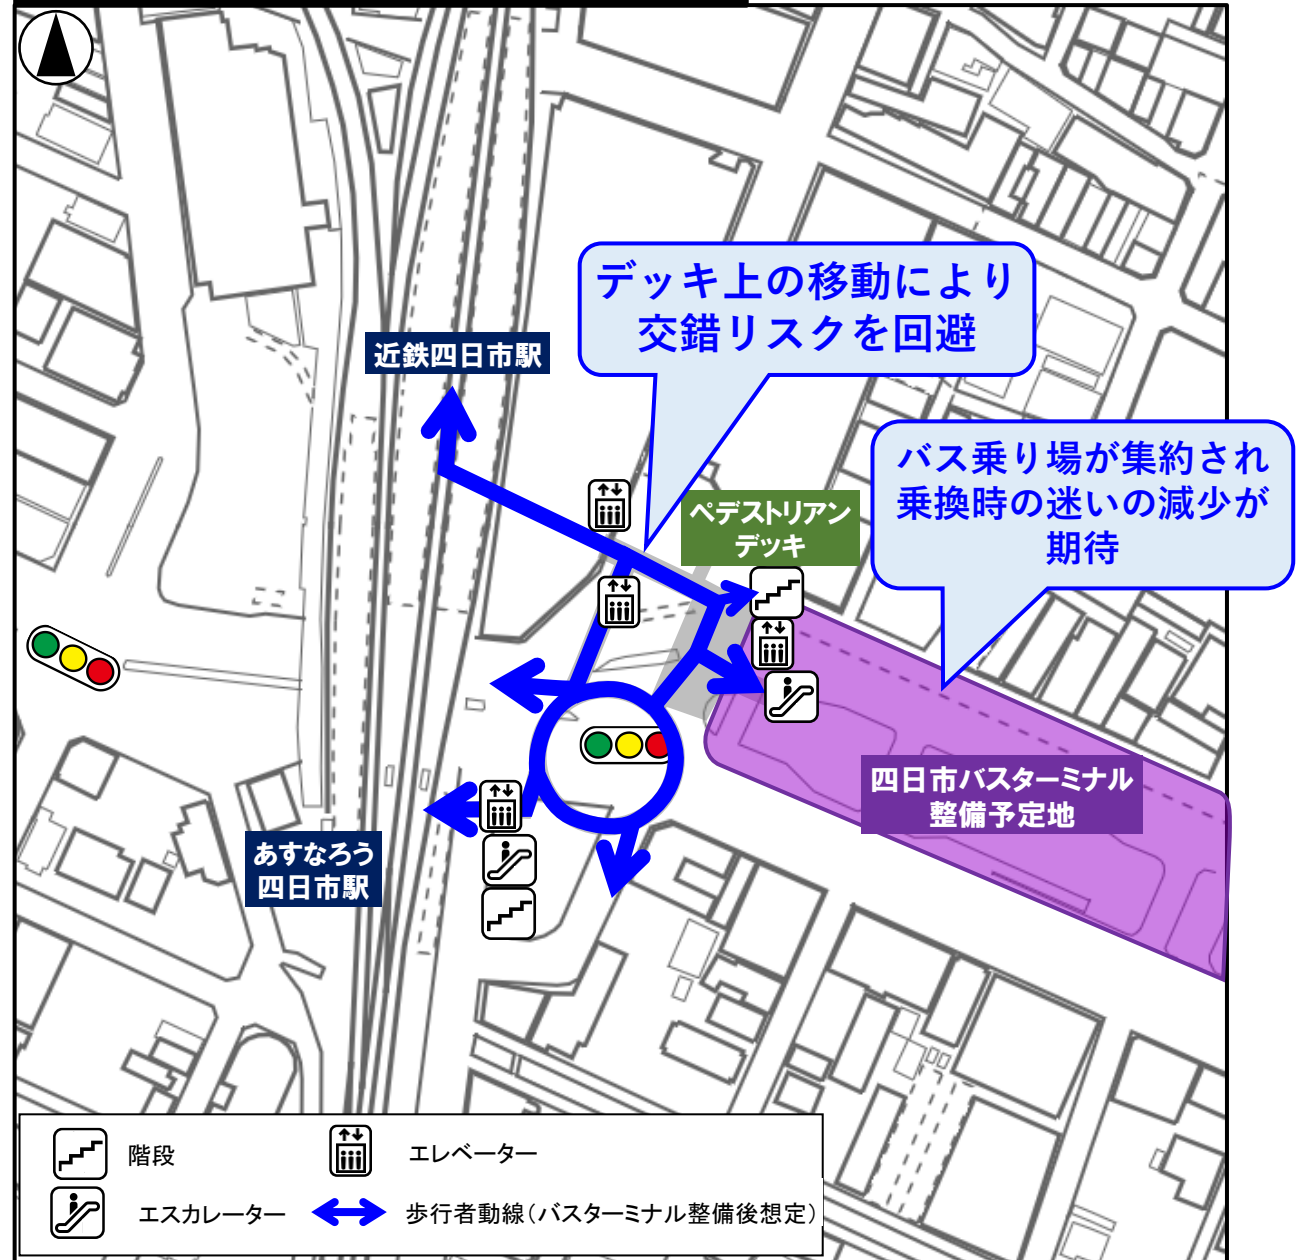 デッキ上の移動により
交錯リスクを回避
近鉄四日市駅
バス乗り場が集約され
乗換時の迷いの減少が
期待
ペデストリアン
デッキ
四日市バスターミナル
整備予定地
あすなろう
四日市駅
階段
エレベーター
エスカレーター
歩行者動線(バスターミナル整備後想定)